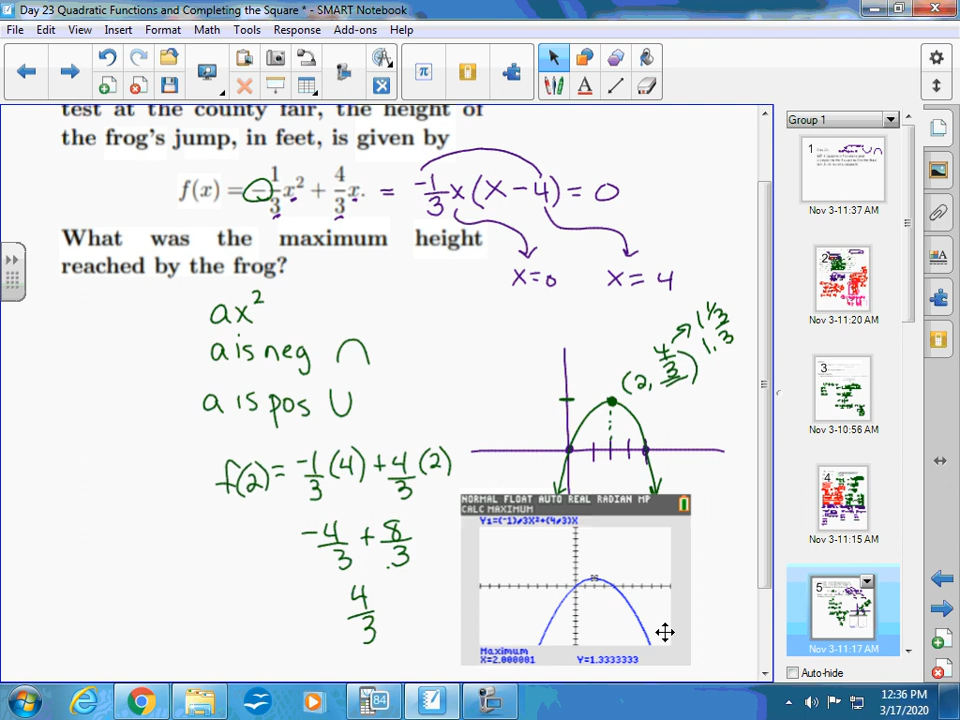 Day 23 Quadratic Functions and Completing the Square * - SMART Notebook
File Edit View Insert Format Math Tools Response Add-ons Help
test at the county fair, the height of
the frog's jump, in feet, is given by
f(x) = -1/3x² + 4/3x. = -1/3x(x-4) = 0
What was the maximum height
reached by the frog?
x=0 x=4
ax²
a is neg ∩
a is pos ∪
(2, 4/3) → 1 1/3
1.3
f(2) = -1/3(4) + 4/3(2)
-4/3 + 8/3
4/3
NORMAL FLOAT AUTO REAL RADIAN MP
CALC MAXIMUM
Y1=(-1)/3X²+(4/3)X
Maximum
X=2.000001 Y=1.3333333
Group 1
1
Nov 3-11:37 AM
2
Nov 3-11:20 AM
3
Nov 3-10:56 AM
4
Nov 3-11:15 AM
5
Nov 3-11:17 AM
Auto-hide
84
12:36 PM
3/17/2020